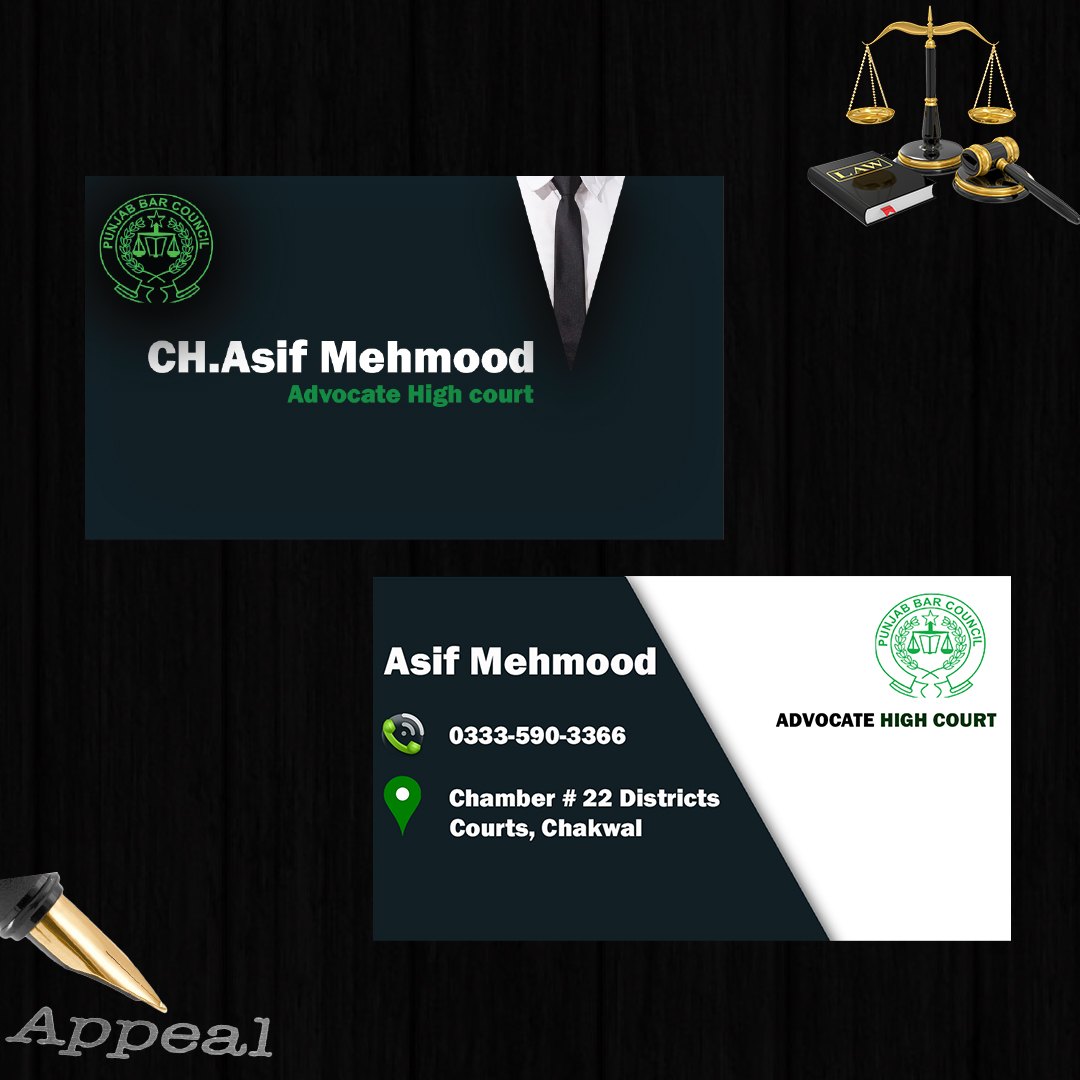 LAW
PUNJAB BAR COUNCIL
CH.Asif Mehmood
Advocate High court
PUNJAB BAR COUNCIL
Asif Mehmood
ADVOCATE HIGH COURT
0333-590-3366
Chamber # 22 Districts
Courts, Chakwal
Appeal